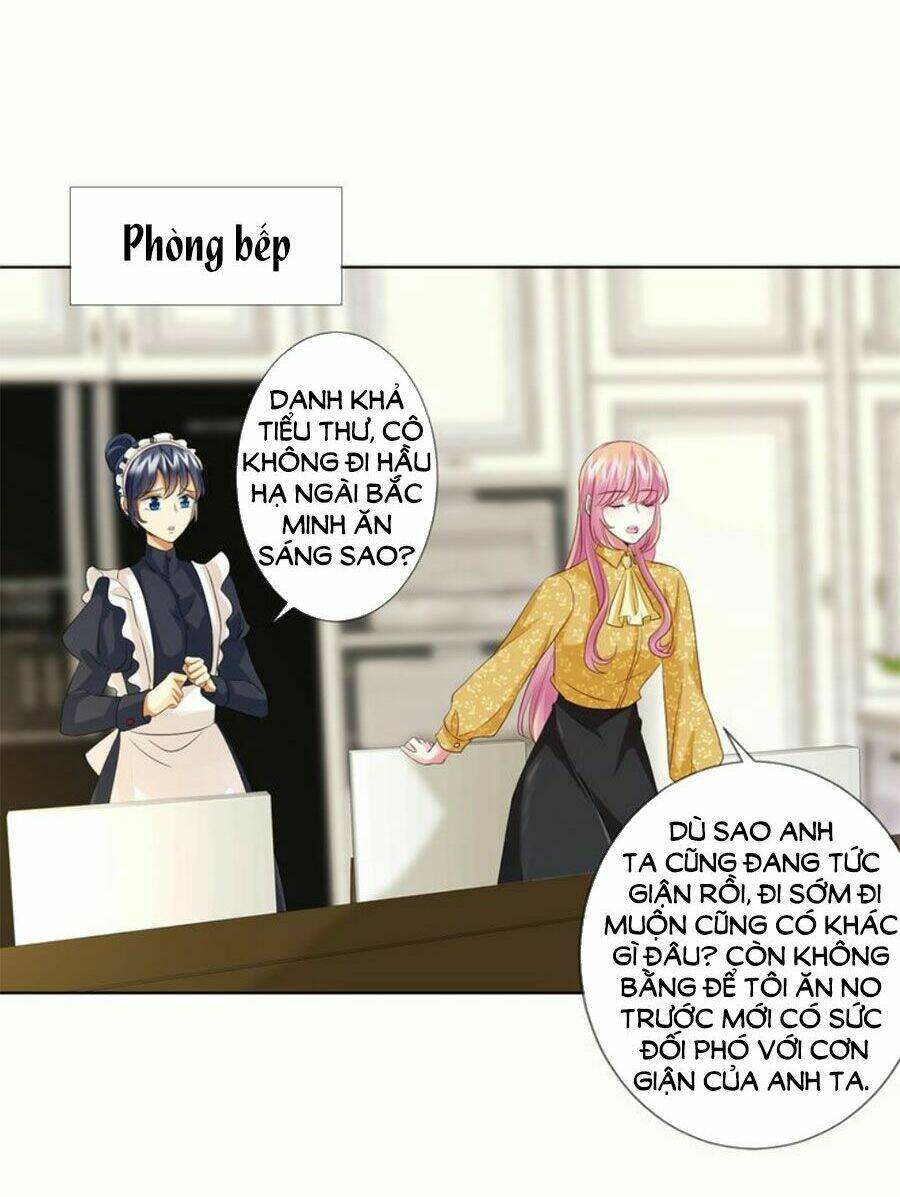 Phòng bếp
DANH KHẢ
TIỂU THƯ, CÔ
KHÔNG ĐI HẦU
HẠ NGÀI BẮC
MINH ĂN
SÁNG SAO?
DÙ SAO ANH
TA CŨNG ĐANG TỨC
GIẬN RỒI, ĐI SỚM ĐI
MUỘN CŨNG CÓ KHÁC
GÌ ĐÂU? CÒN KHÔNG
BẰNG ĐỂ TÔI ĂN NO
TRƯỚC MỚI CÓ SỨC
ĐỐI PHÓ VỚI CƠN
GIẬN CỦA ANH TA.